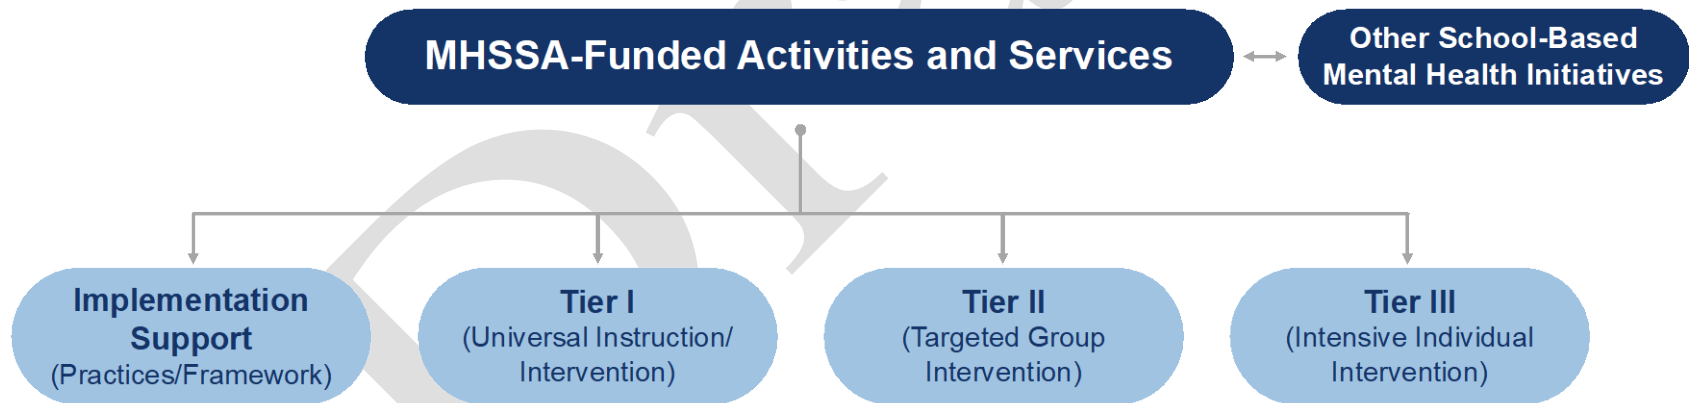 MHSSA-Funded Activities and Services
Other School-Based
Mental Health Initiatives
Implementation
Support
(Practices/Framework)
Tier I
(Universal Instruction/
Intervention)
Tier II
(Targeted Group
Intervention)
Tier III
(Intensive Individual
Intervention)